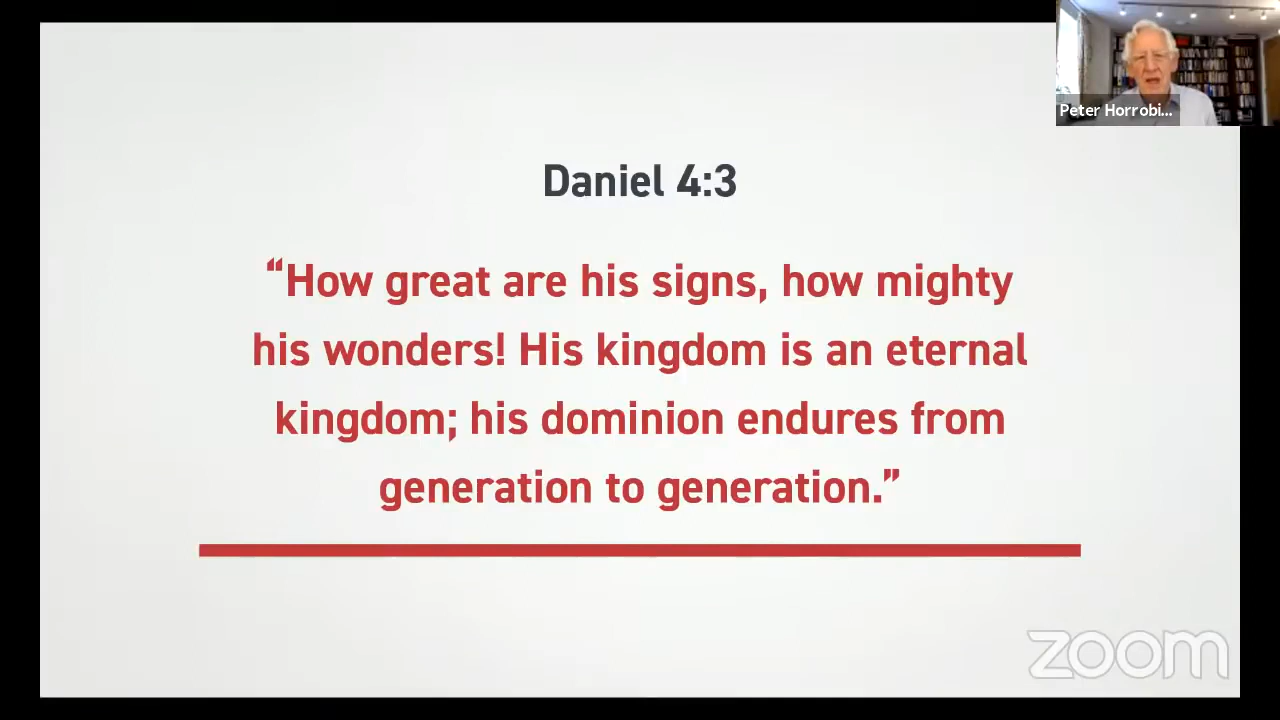 Peter Horrobi...
Daniel 4:3
“How great are his signs, how mighty
his wonders! His kingdom is an eternal
kingdom; his dominion endures from
generation to generation.”
zoom